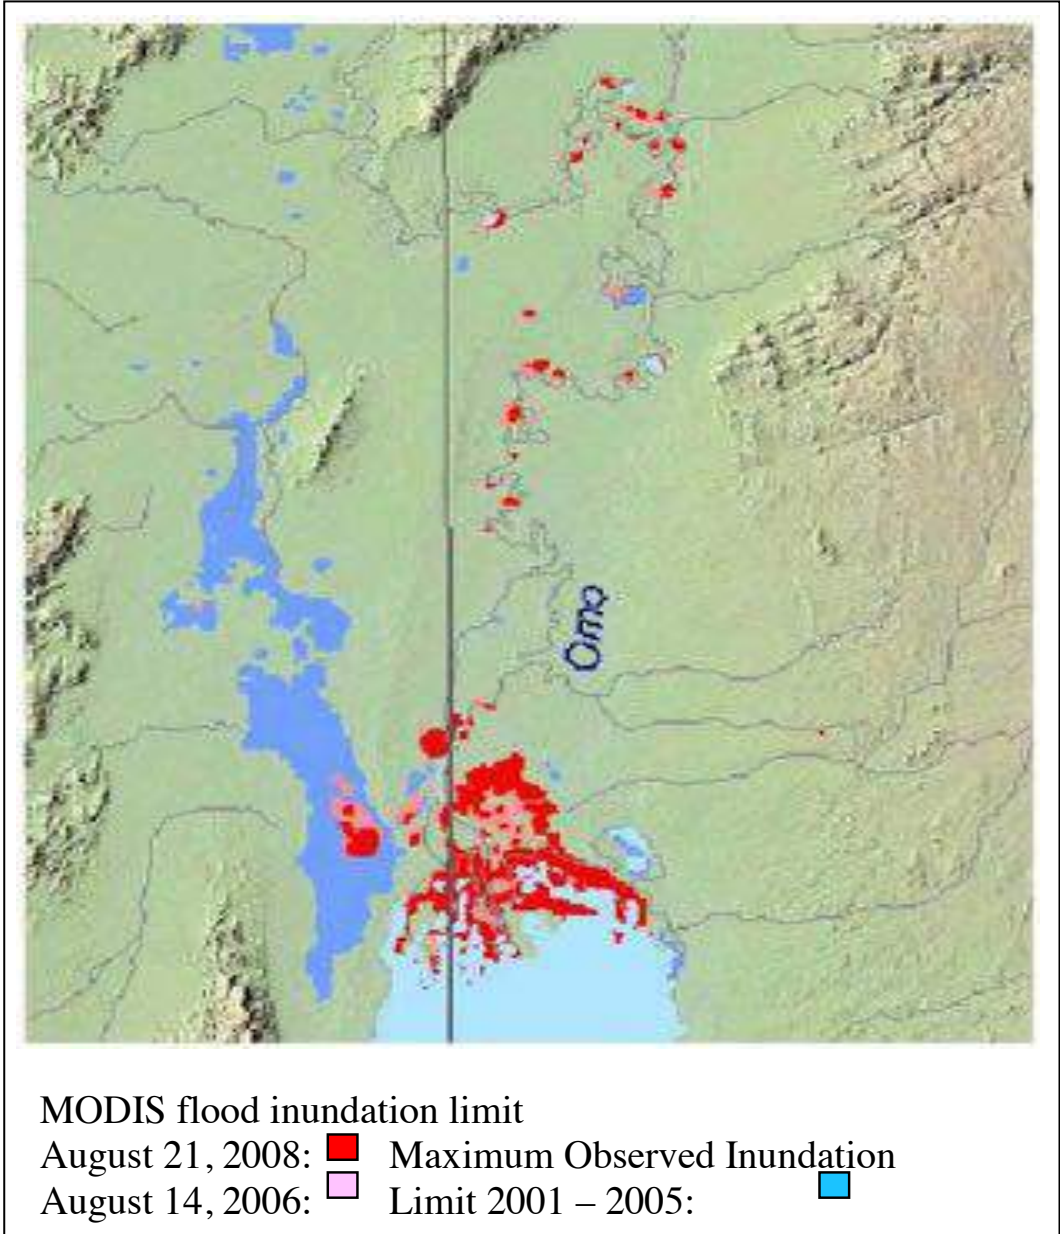 Omo
MODIS flood inundation limit
August 21, 2008: Maximum Observed Inundation
August 14, 2006: Limit 2001 – 2005: